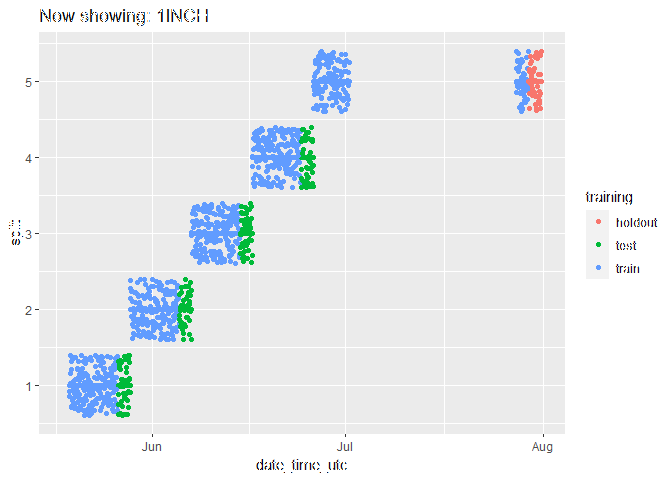 Now showing: 1INCH
5
4
3
2
1
split
Jun
Jul
Aug
date_time_utc
training
holdout
test
train